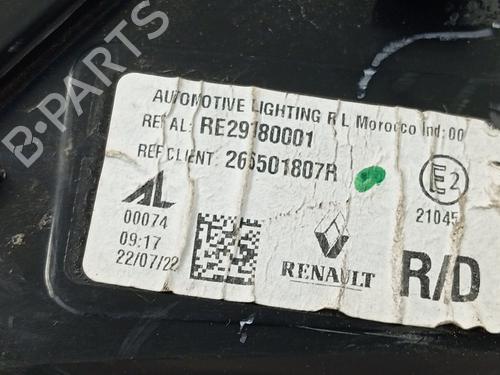 B-PARTS
AUTOMOTIVE LIGHTING R L Morocco Ind: 00
REF AL: RE29180001
REF CLIENT: 266501807R
AL
E2
00074
21045
09:17
22/07/22
RENAULT
R/D